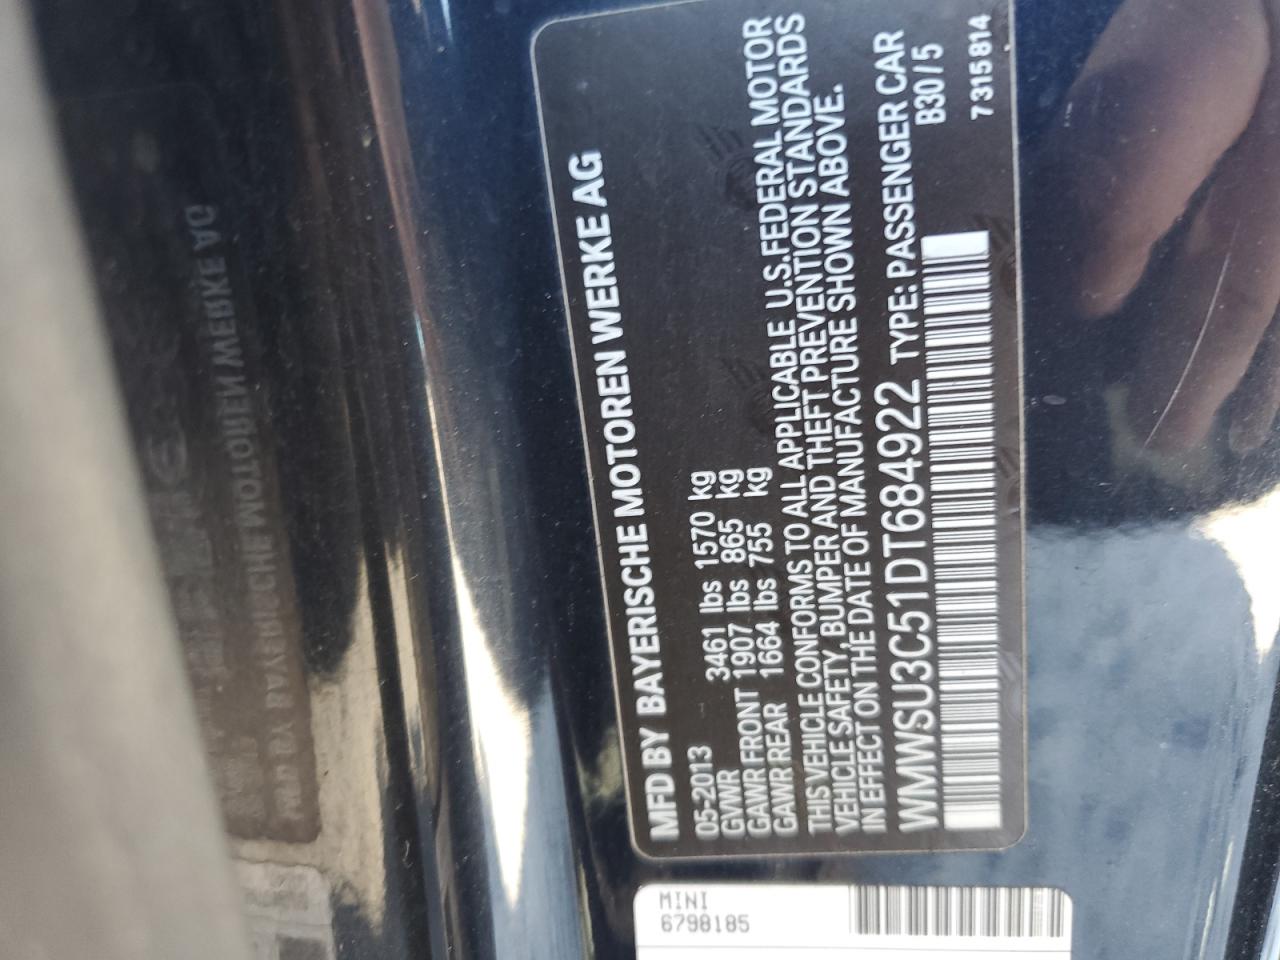 MFD BY BAYERISCHE MOTOREN WERKE AG
05-2013
GVWR 3461 lbs 1570 kg
GAWR FRONT 1907 lbs 865 kg
GAWR REAR 1664 lbs 755 kg
THIS VEHICLE CONFORMS TO ALL APPLICABLE U.S.FEDERAL MOTOR
VEHICLE SAFETY, BUMPER AND THEFT PREVENTION STANDARDS
IN EFFECT ON THE DATE OF MANUFACTURE SHOWN ABOVE.
WMWSU3C51DT684922 TYPE: PASSENGER CAR
B30/5
7315814
MINI
6798185